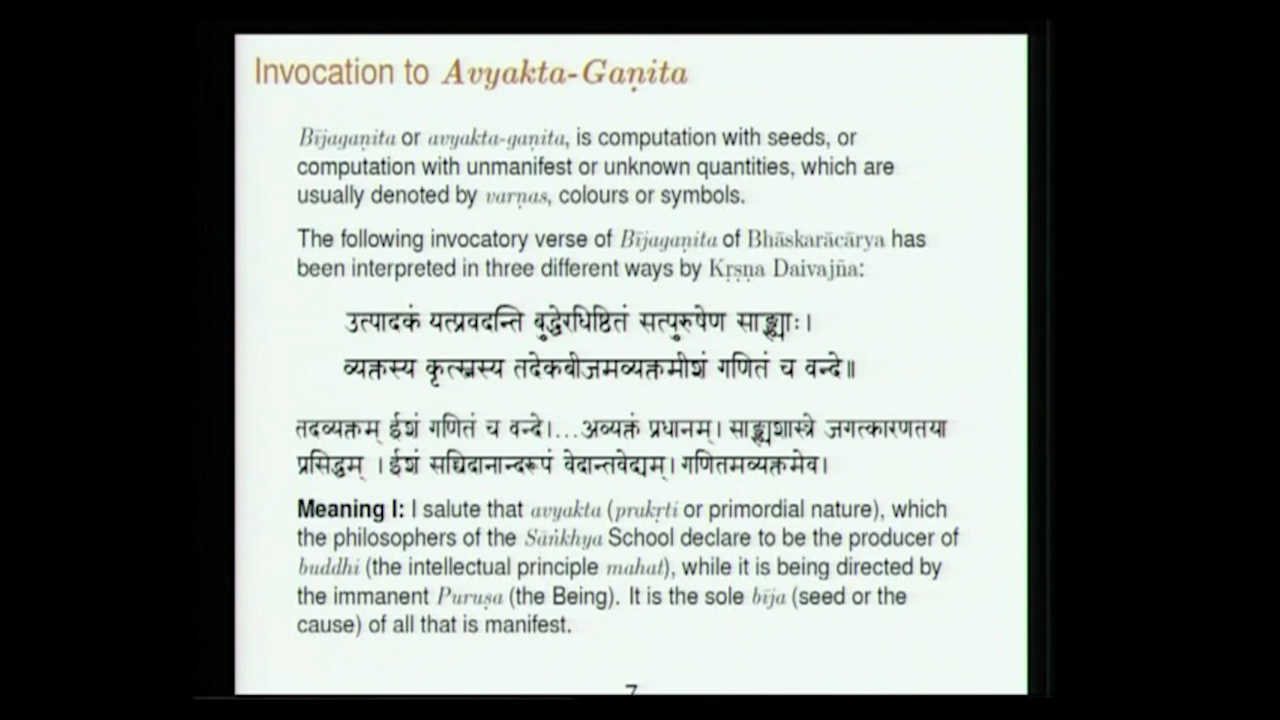 Invocation to Avyakta-Gaṇita
Bījagaṇita or avyakta-gaṇita, is computation with seeds, or
computation with unmanifest or unknown quantities, which are
usually denoted by varṇas, colours or symbols.
The following invocatory verse of Bījagaṇita of Bhāskarācārya has
been interpreted in three different ways by Kṛṣṇa Daivajña:
उत्पादकं यत्प्रवदन्ति बुद्धेरधिष्ठितं सत्पुरुषेण साङ्ख्याः।
व्यक्तस्य कृत्स्नस्य तदेकबीजमव्यक्तमीशं गणितं च वन्दे॥
तदव्यक्तम् ईशं गणितं च वन्दे।...अव्यक्तं प्रधानम्। साङ्ख्यशास्त्रे जगत्कारणतया
प्रसिद्धम् । ईशं सच्चिदानान्दरूपं वेदान्तवेद्यम्। गणितमव्यक्तमेव।
Meaning I: I salute that avyakta (prakṛti or primordial nature), which
the philosophers of the Sāṅkhya School declare to be the producer of
buddhi (the intellectual principle mahat), while it is being directed by
the immanent Puruṣa (the Being). It is the sole bīja (seed or the
cause) of all that is manifest.
7